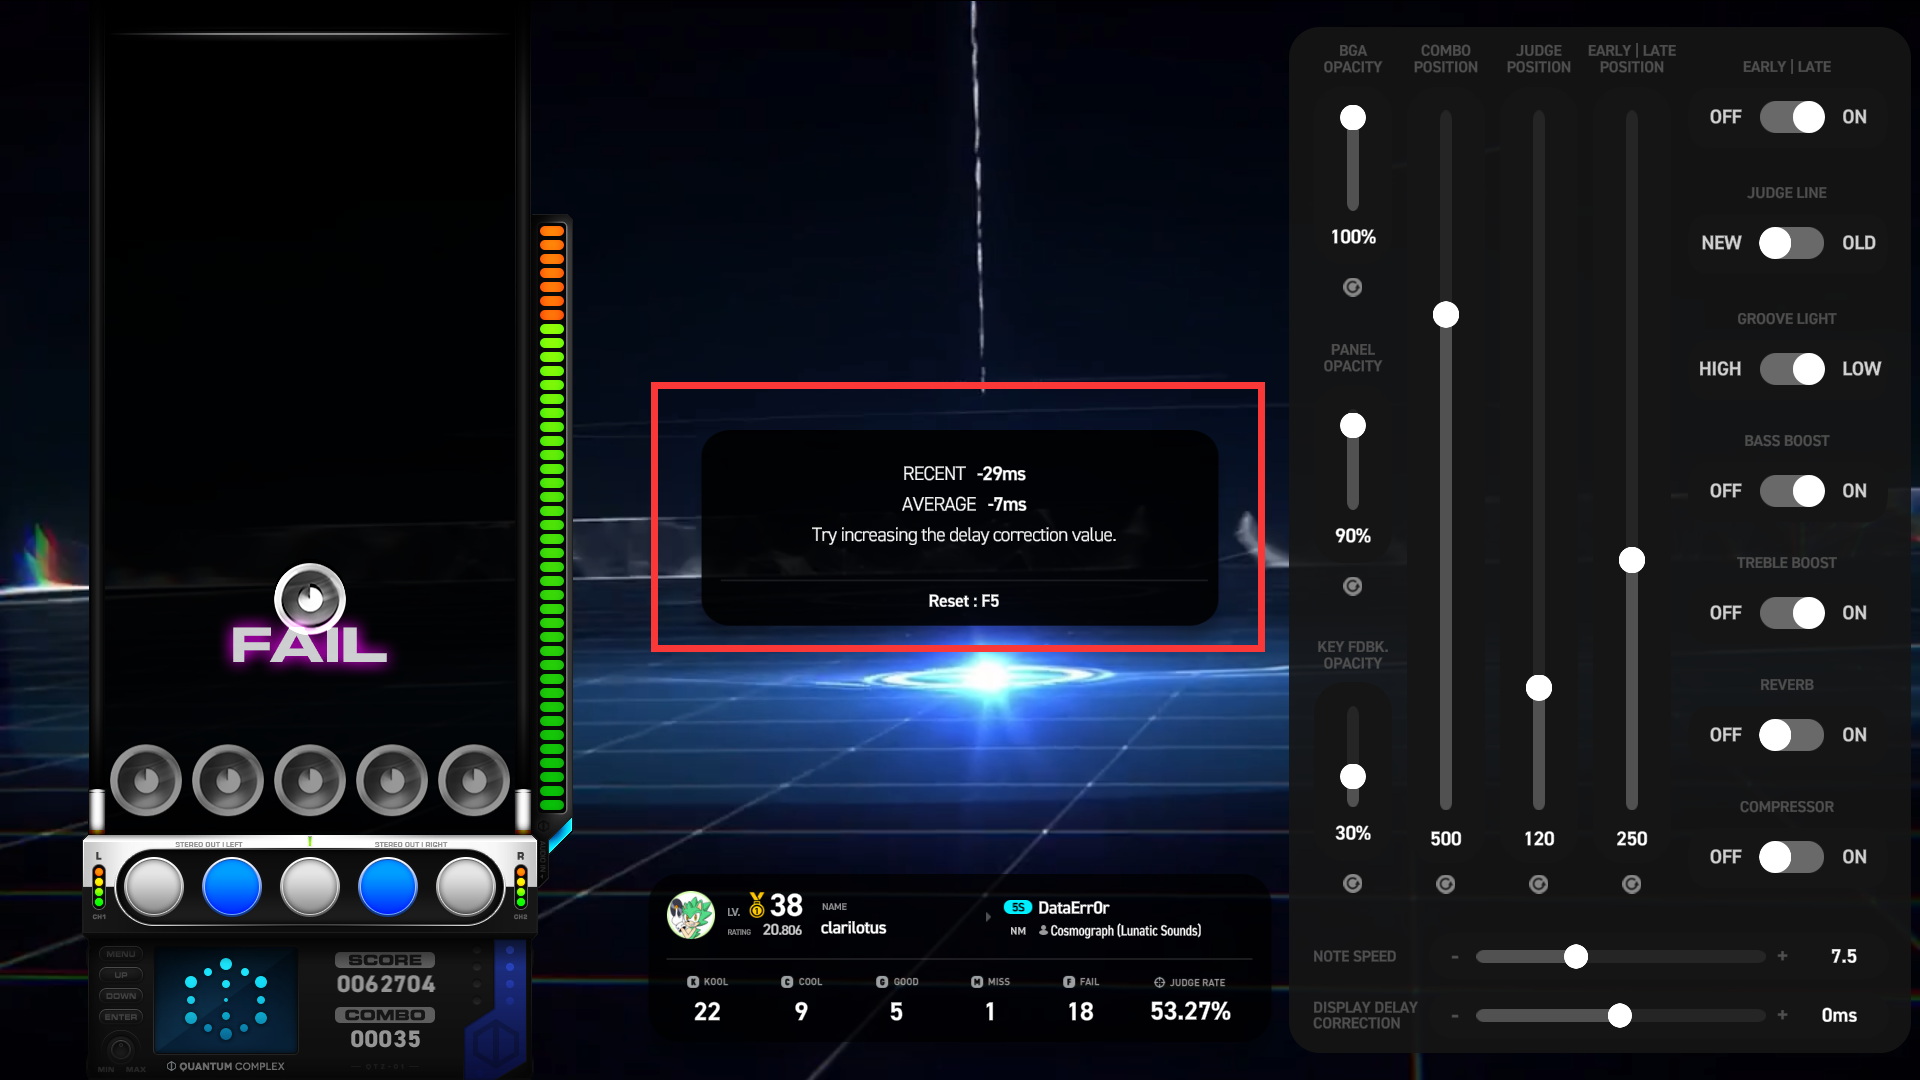 FAIL
STEREO OUT | LEFT
STEREO OUT | RIGHT
L
R
CH1
CH2
MENU
UP
DOWN
ENTER
MIN MAX
SCORE
0062704
COMBO
00035
QUANTUM COMPLEX
RECENT -29ms
AVERAGE -7ms
Try increasing the delay correction value.
Reset : F5
LV. 38
RATING 20.806
NAME
clarilotus
5S DataErr0r
NM Cosmograph (Lunatic Sounds)
K KOOL
C COOL
G GOOD
M MISS
F FAIL
JUDGE RATE
22
9
5
1
18
53.27%
BGA
OPACITY
100%
PANEL
OPACITY
90%
KEY FDBK.
OPACITY
30%
COMBO
POSITION
500
JUDGE
POSITION
120
EARLY | LATE
POSITION
250
EARLY | LATE
OFF ON
JUDGE LINE
NEW OLD
GROOVE LIGHT
HIGH LOW
BASS BOOST
OFF ON
TREBLE BOOST
OFF ON
REVERB
OFF ON
COMPRESSOR
OFF ON
NOTE SPEED - + 7.5
DISPLAY DELAY
CORRECTION - + 0ms